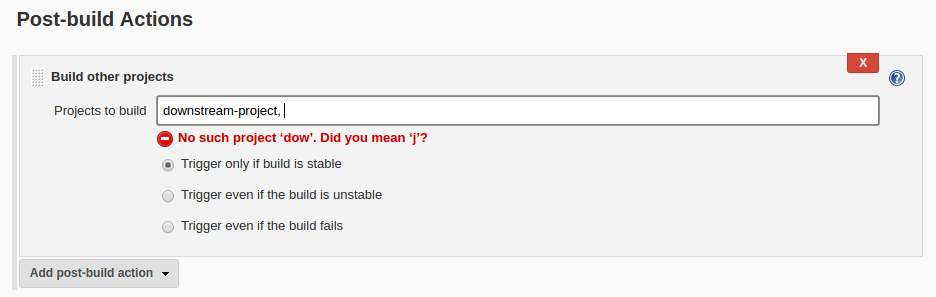 Post-build Actions
X
Build other projects
?
Projects to build downstream-project,
No such project ‘dow’. Did you mean ‘j’?
Trigger only if build is stable
Trigger even if the build is unstable
Trigger even if the build fails
Add post-build action